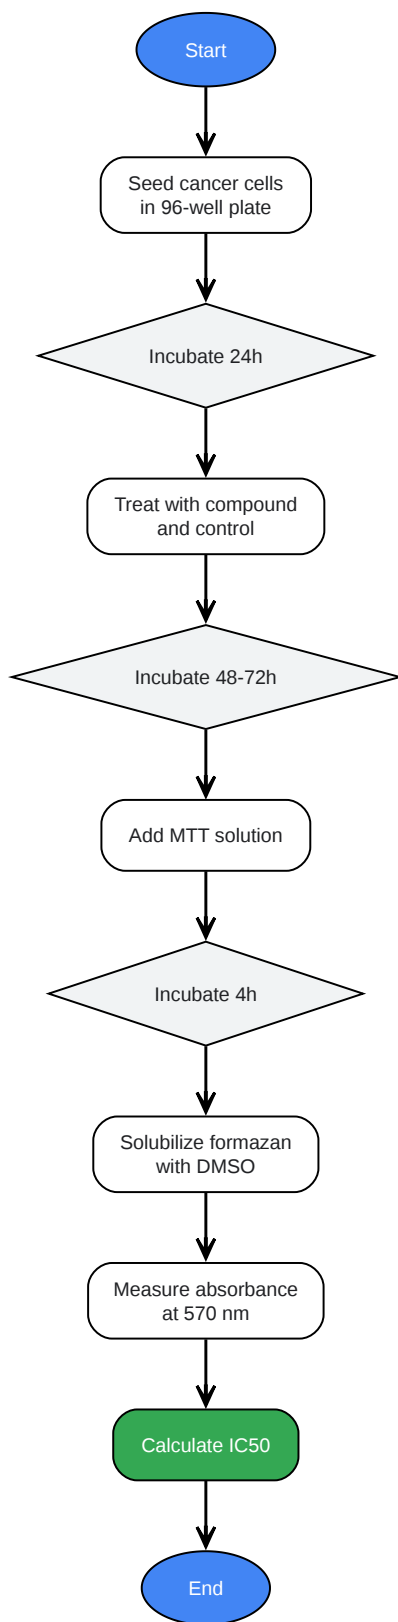 Start
Seed cancer cells
in 96-well plate
Incubate 24h
Treat with compound
and control
Incubate 48-72h
Add MTT solution
Incubate 4h
Solubilize formazan
with DMSO
Measure absorbance
at 570 nm
Calculate IC50
End